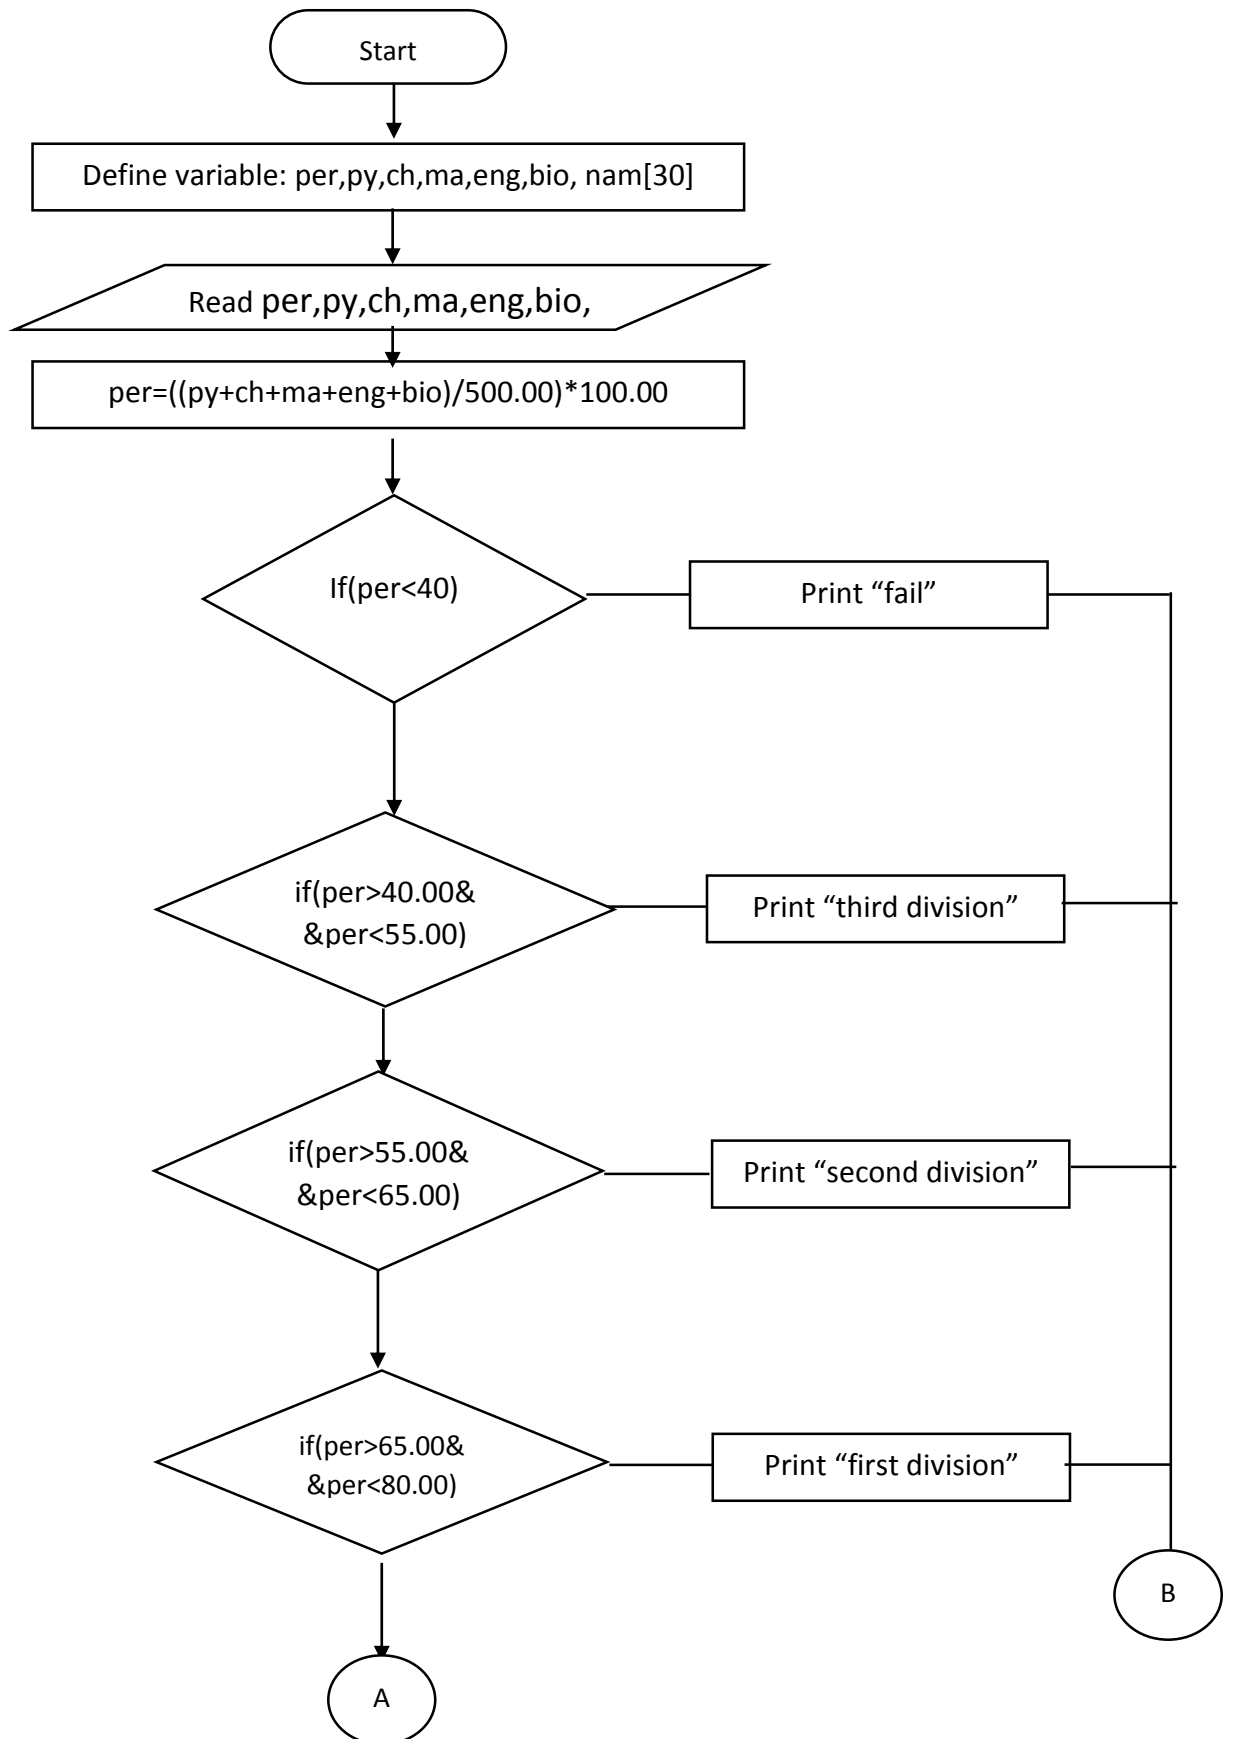 Start
Define variable: per,py,ch,ma,eng,bio, nam[30]
Read per,py,ch,ma,eng,bio,
per=((py+ch+ma+eng+bio)/500.00)*100.00
If(per<40)
Print “fail”
if(per>40.00&
&per<55.00)
Print “third division”
if(per>55.00&
&per<65.00)
Print “second division”
if(per>65.00&
&per<80.00)
Print “first division”
B
A